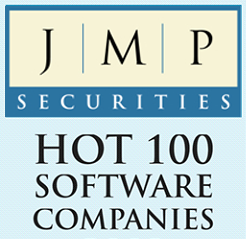 J M P
SECURITIES
HOT 100
SOFTWARE
COMPANIES